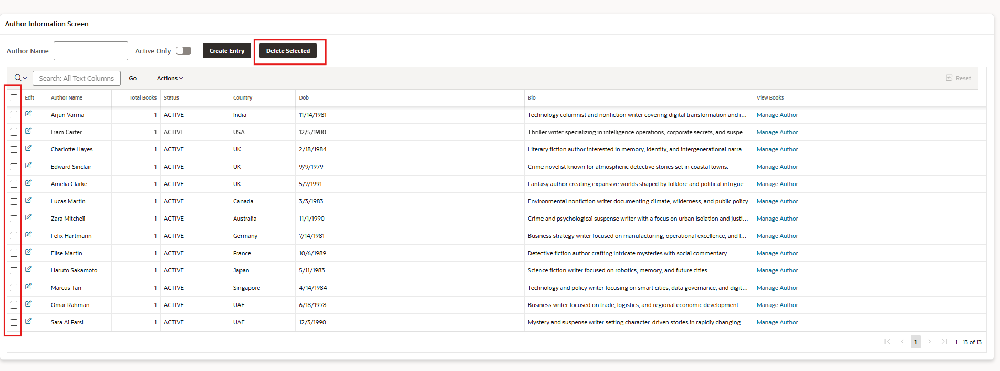 Author Information Screen
Author Name Active Only Create Entry Delete Selected
Search: All Text Columns Go Actions Reset
Edit Author Name Total Books Status Country Dob Bio View Books
Arjun Varma 1 ACTIVE India 11/14/1981 Technology columnist and nonfiction writer covering digital transformation and i... Manage Author
Liam Carter 1 ACTIVE USA 12/5/1980 Thriller writer specializing in intelligence operations, corporate secrets, and suspe... Manage Author
Charlotte Hayes 1 ACTIVE UK 2/18/1984 Literary fiction author interested in memory, identity, and intergenerational narra... Manage Author
Edward Sinclair 1 ACTIVE UK 9/9/1979 Crime novelist known for atmospheric detective stories set in coastal towns. Manage Author
Amelia Clarke 1 ACTIVE UK 5/7/1991 Fantasy author creating expansive worlds shaped by folklore and political intrigue. Manage Author
Lucas Martin 1 ACTIVE Canada 3/3/1983 Environmental nonfiction writer documenting climate, wilderness, and public policy. Manage Author
Zara Mitchell 1 ACTIVE Australia 11/1/1990 Crime and psychological suspense writer with a focus on urban isolation and justi... Manage Author
Felix Hartmann 1 ACTIVE Germany 7/14/1981 Business strategy writer focused on manufacturing, operational excellence, and l... Manage Author
Elise Martin 1 ACTIVE France 10/6/1989 Detective fiction author crafting intricate mysteries with social commentary. Manage Author
Haruto Sakamoto 1 ACTIVE Japan 5/11/1983 Science fiction writer focused on robotics, memory, and future cities. Manage Author
Marcus Tan 1 ACTIVE Singapore 4/14/1984 Technology and policy writer focusing on smart cities, data governance, and digit... Manage Author
Omar Rahman 1 ACTIVE UAE 6/18/1978 Business writer focused on trade, logistics, and regional economic development. Manage Author
Sara Al Farsi 1 ACTIVE UAE 12/3/1990 Mystery and suspense writer setting character-driven stories in rapidly changing ... Manage Author
1 1 - 13 of 13